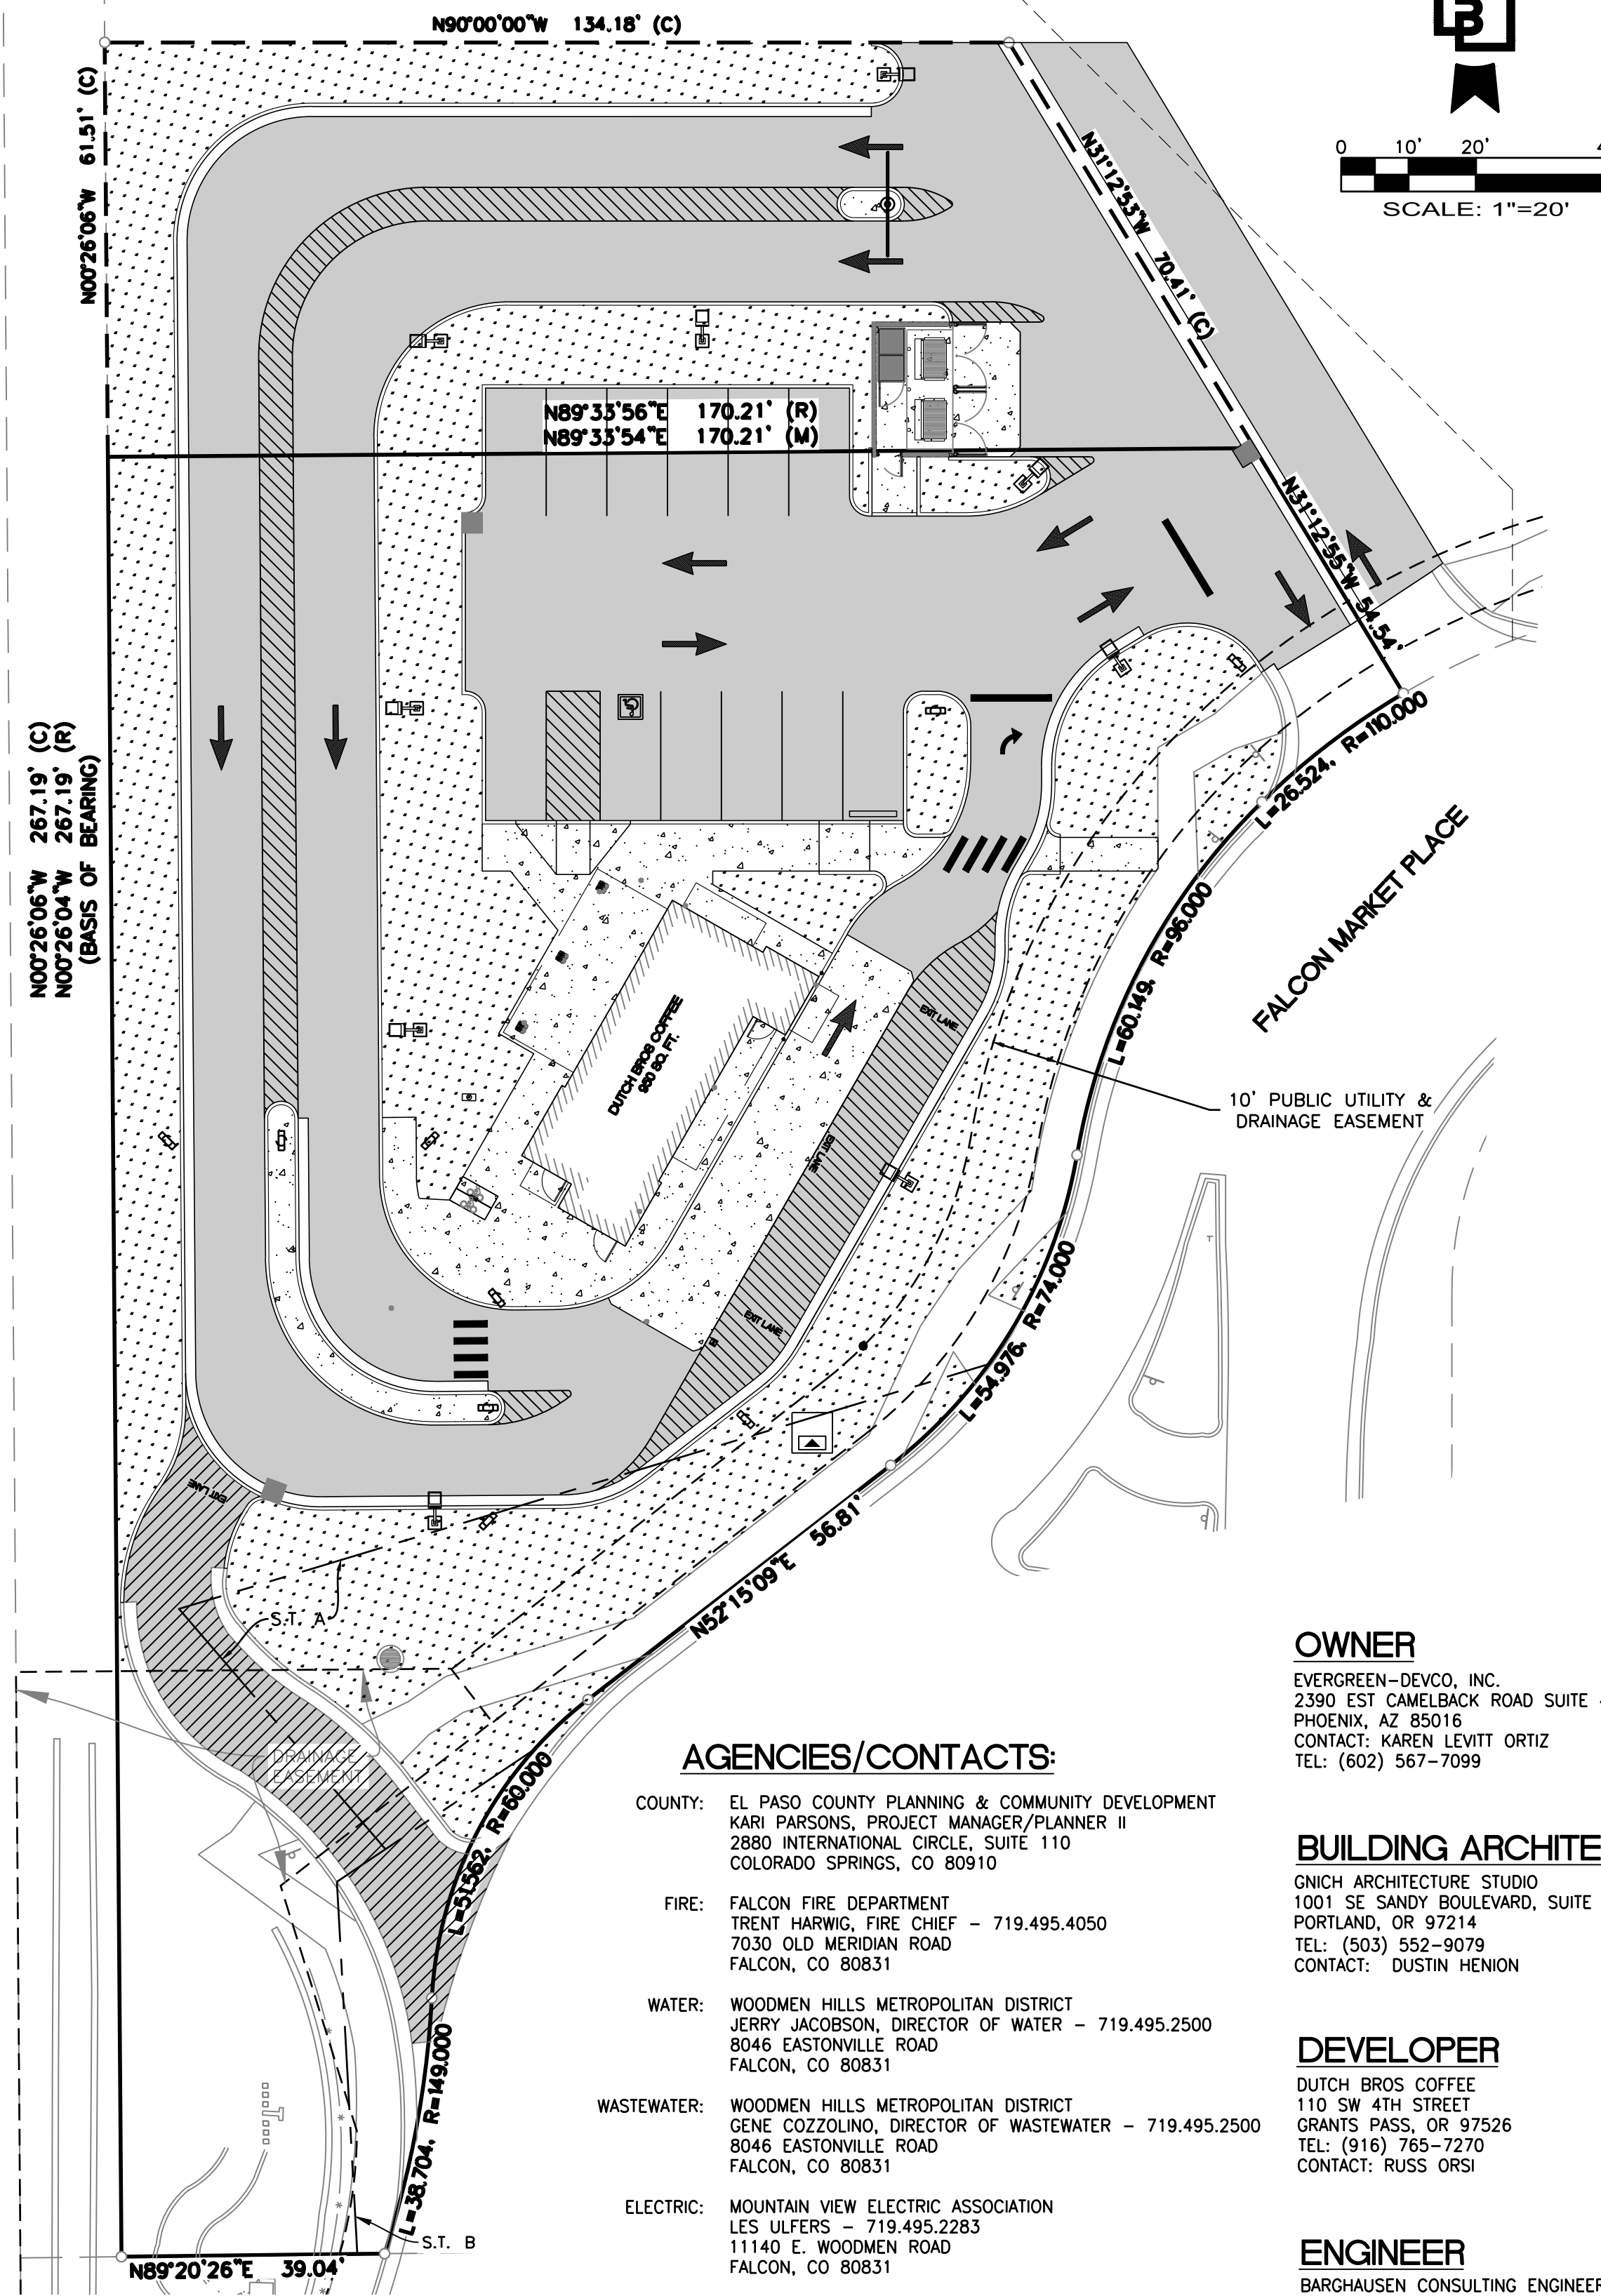 N90°00'00"W 134.18' (C)
B
0 10' 20'
SCALE: 1"=20'
N00°26'06"W 61.51' (C)
N31°12'53"W 70.41' (C)
N89°33'56"E 170.21' (R)
N89°33'54"E 170.21' (M)
N31°12'55"W 54.54'
N00°26'06"W 267.19' (C)
N00°26'04"W 267.19' (R)
(BASIS OF BEARING)
L=26.524, R=110.000
FALCON MARKET PLACE
L=60.149, R=96.000
DUTCH BROS COFFEE
950 SQ. FT.
EXIT LANE
10' PUBLIC UTILITY &
DRAINAGE EASEMENT
EXIT LANE
EXIT LANE
L=54.976, R=74.000
EXIT LANE
N52°15'09"E 56.81'
S.T. A
DRAINAGE
EASEMENT
L=51.562, R=60.000
L=38.704, R=149.000
S.T. B
N89°20'26"E 39.04'
AGENCIES/CONTACTS:
COUNTY: EL PASO COUNTY PLANNING & COMMUNITY DEVELOPMENT
KARI PARSONS, PROJECT MANAGER/PLANNER II
2880 INTERNATIONAL CIRCLE, SUITE 110
COLORADO SPRINGS, CO 80910
FIRE: FALCON FIRE DEPARTMENT
TRENT HARWIG, FIRE CHIEF - 719.495.4050
7030 OLD MERIDIAN ROAD
FALCON, CO 80831
WATER: WOODMEN HILLS METROPOLITAN DISTRICT
JERRY JACOBSON, DIRECTOR OF WATER - 719.495.2500
8046 EASTONVILLE ROAD
FALCON, CO 80831
WASTEWATER: WOODMEN HILLS METROPOLITAN DISTRICT
GENE COZZOLINO, DIRECTOR OF WASTEWATER - 719.495.2500
8046 EASTONVILLE ROAD
FALCON, CO 80831
ELECTRIC: MOUNTAIN VIEW ELECTRIC ASSOCIATION
LES ULFERS - 719.495.2283
11140 E. WOODMEN ROAD
FALCON, CO 80831
OWNER
EVERGREEN-DEVCO, INC.
2390 EST CAMELBACK ROAD SUITE
PHOENIX, AZ 85016
CONTACT: KAREN LEVITT ORTIZ
TEL: (602) 567-7099
BUILDING ARCHITE
GNICH ARCHITECTURE STUDIO
1001 SE SANDY BOULEVARD, SUITE
PORTLAND, OR 97214
TEL: (503) 552-9079
CONTACT: DUSTIN HENION
DEVELOPER
DUTCH BROS COFFEE
110 SW 4TH STREET
GRANTS PASS, OR 97526
TEL: (916) 765-7270
CONTACT: RUSS ORSI
ENGINEER
BARGHAUSEN CONSULTING ENGINEER